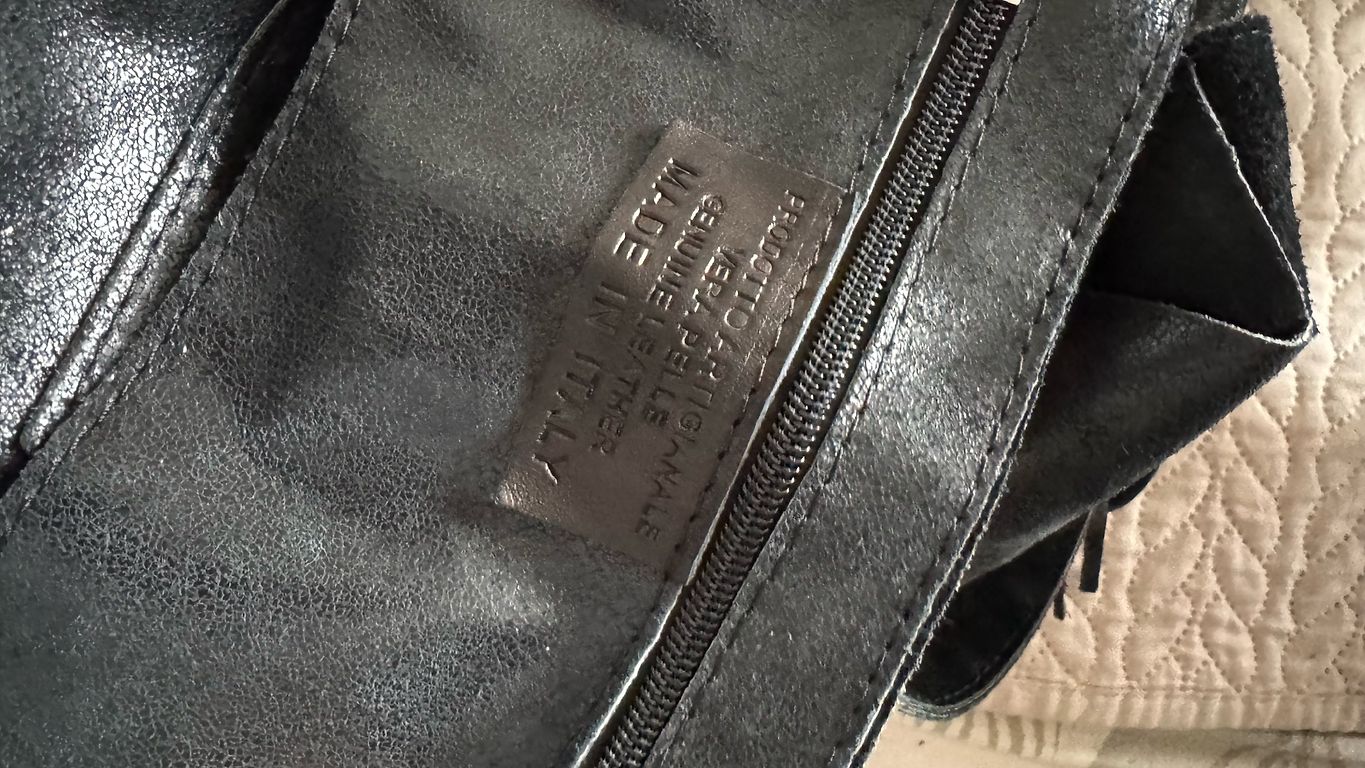 PRODOTTO ARTIGIANALE
VERA PELLE
GENUINE LEATHER
MADE IN ITALY